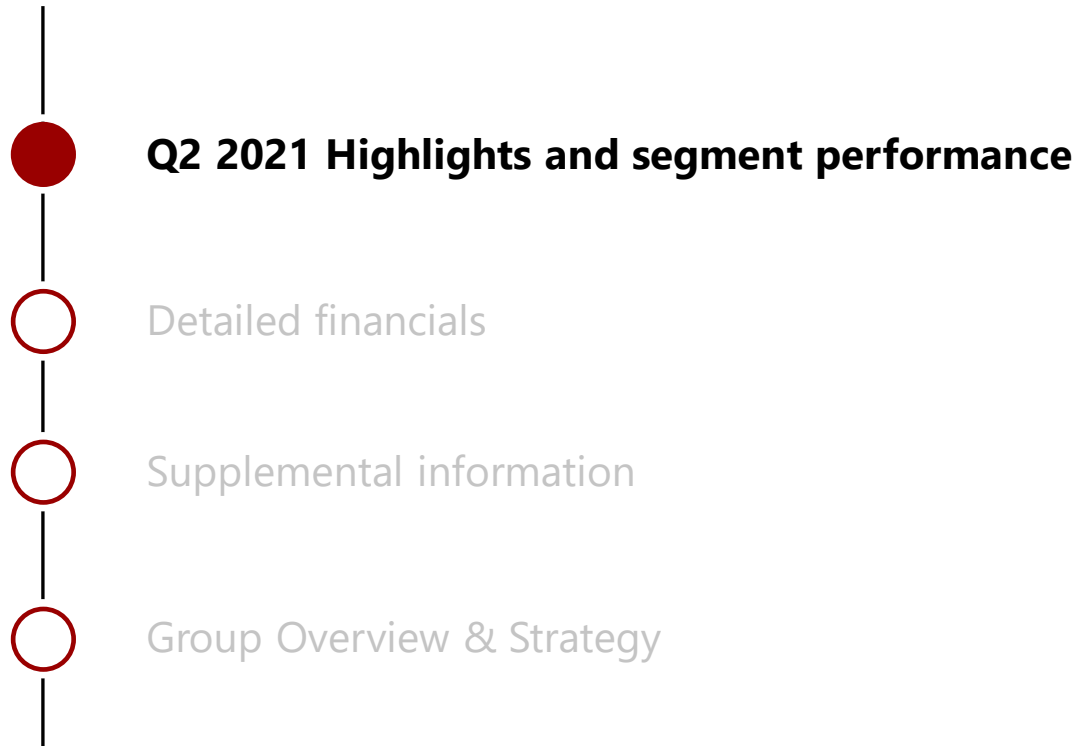 Q2 2021 Highlights and segment performance
Detailed financials
Supplemental information
Group Overview & Strategy